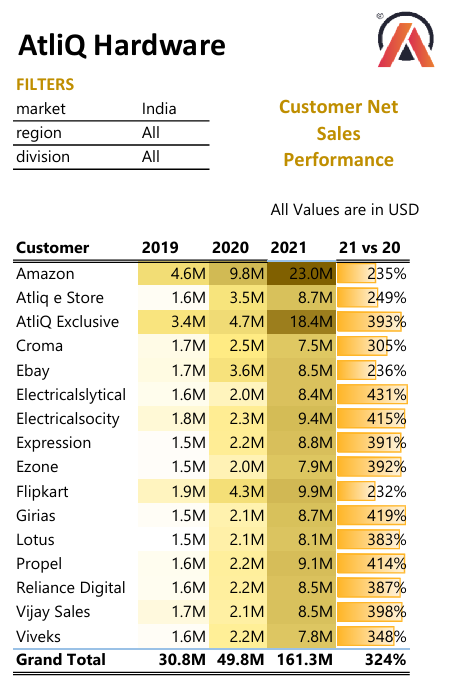 ©
AtliQ Hardware
FILTERS
market India
region All
division All
Customer Net
Sales
Performance
All Values are in USD
Customer 2019 2020 2021 21 vs 20
Amazon 4.6M 9.8M 23.0M 235%
Atliq e Store 1.6M 3.5M 8.7M 249%
AtliQ Exclusive 3.4M 4.7M 18.4M 393%
Croma 1.7M 2.5M 7.5M 305%
Ebay 1.7M 3.6M 8.5M 236%
Electricalslytical 1.6M 2.0M 8.4M 431%
Electricalsocity 1.8M 2.3M 9.4M 415%
Expression 1.5M 2.2M 8.8M 391%
Ezone 1.5M 2.0M 7.9M 392%
Flipkart 1.9M 4.3M 9.9M 232%
Girias 1.5M 2.1M 8.7M 419%
Lotus 1.5M 2.1M 8.1M 383%
Propel 1.6M 2.2M 9.1M 414%
Reliance Digital 1.6M 2.2M 8.5M 387%
Vijay Sales 1.7M 2.1M 8.5M 398%
Viveks 1.6M 2.2M 7.8M 348%
Grand Total 30.8M 49.8M 161.3M 324%